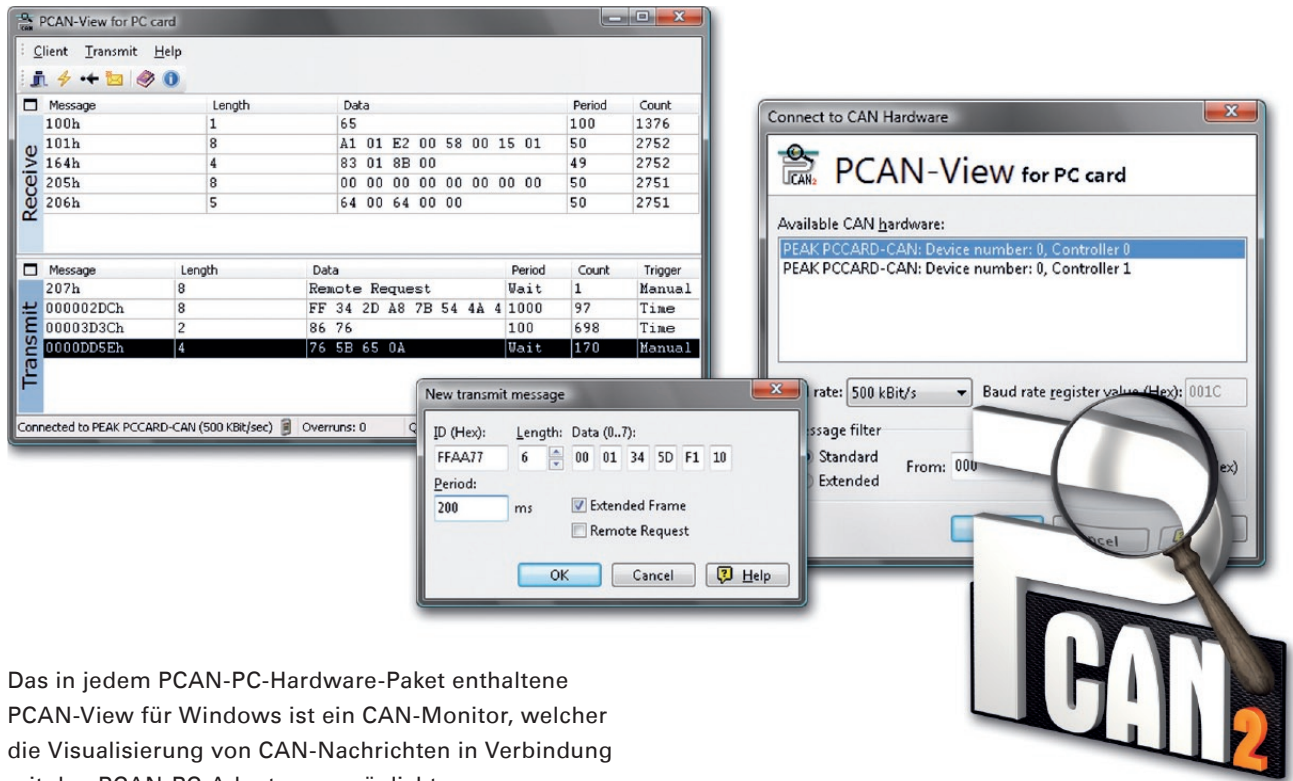 PCAN-View for PC card
Client Transmit Help
Message Length Data Period Count
100h 1 65 100 1376
101h 8 A1 01 E2 00 58 00 15 01 50 2752
164h 4 83 01 8B 00 49 2752
205h 8 00 00 00 00 00 00 00 00 50 2751
206h 5 64 00 64 00 00 50 2751
Receive
Message Length Data Period Count Trigger
207h 8 Remote Request Wait 1 Manual
000002DCh 8 FF 34 2D A8 7B 54 4A 4 1000 97 Time
00003D3Ch 2 86 76 100 698 Time
0000DD5Eh 4 76 5B 65 0A Wait 170 Manual
Transmit
Connected to PEAK PCCARD-CAN (500 KBit/sec) Overruns: 0
New transmit message
ID (Hex): Length: Data (0..7):
FFAA77 6 00 01 34 5D F1 10
Period:
200 ms
Extended Frame
Remote Request
OK Cancel Help
Connect to CAN Hardware
PCAN-View for PC card
Available CAN hardware:
PEAK PCCARD-CAN: Device number: 0, Controller 0
PEAK PCCARD-CAN: Device number: 0, Controller 1
rate: 500 kBit/s Baud rate register value (Hex): 001C
filter
Standard
Extended
From: 000
PCAN2
Das in jedem PCAN-PC-Hardware-Paket enthaltene
PCAN-View für Windows ist ein CAN-Monitor, welcher
die Visualisierung von CAN-Nachrichten in Verbindung